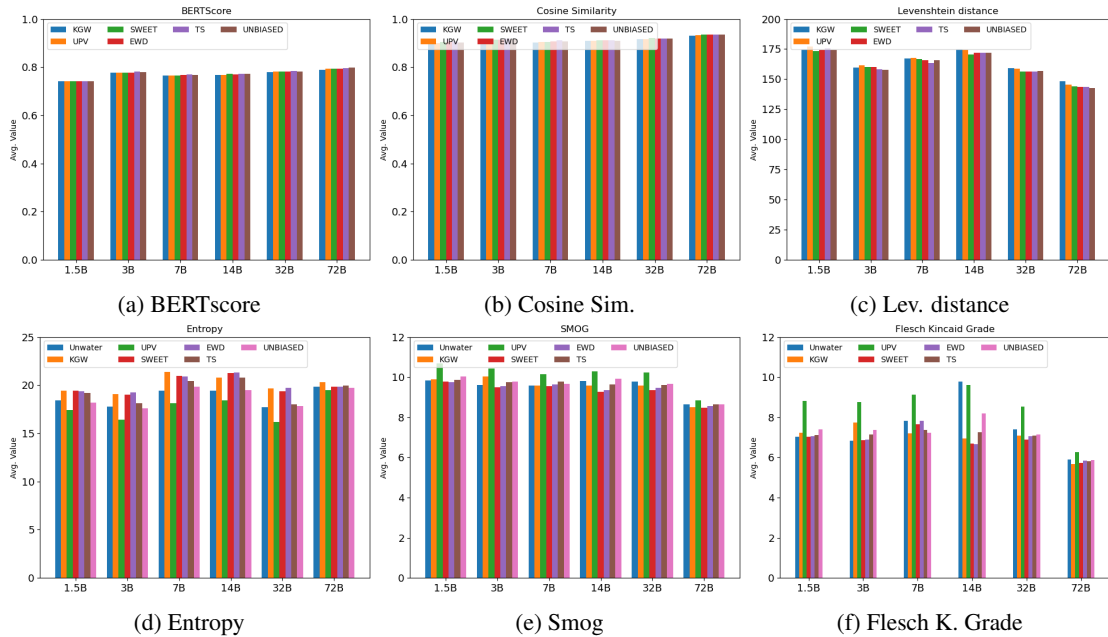 BERTScore
KGW SWEET TS UNBIASED
UPV EWD
Avg. Value
1.0
0.8
0.6
0.4
0.2
0.0
1.5B 3B 7B 14B 32B 72B
(a) BERTscore
Cosine Similarity
KGW SWEET TS UNBIASED
UPV EWD
Avg. Value
1.0
0.8
0.6
0.4
0.2
0.0
1.5B 3B 7B 14B 32B 72B
(b) Cosine Sim.
Levenshtein distance
KGW SWEET TS UNBIASED
UPV EWD
Avg. Value
200
175
150
125
100
75
50
25
0
1.5B 3B 7B 14B 32B 72B
(c) Lev. distance
Entropy
Unwater UPV EWD UNBIASED
KGW SWEET TS
Avg. Value
25
20
15
10
5
0
1.5B 3B 7B 14B 32B 72B
(d) Entropy
SMOG
Unwater UPV EWD UNBIASED
KGW SWEET TS
Avg. Value
12
10
8
6
4
2
0
1.5B 3B 7B 14B 32B 72B
(e) Smog
Flesch Kincaid Grade
Unwater UPV EWD UNBIASED
KGW SWEET TS
Avg. Value
12
10
8
6
4
2
0
1.5B 3B 7B 14B 32B 72B
(f) Flesch K. Grade